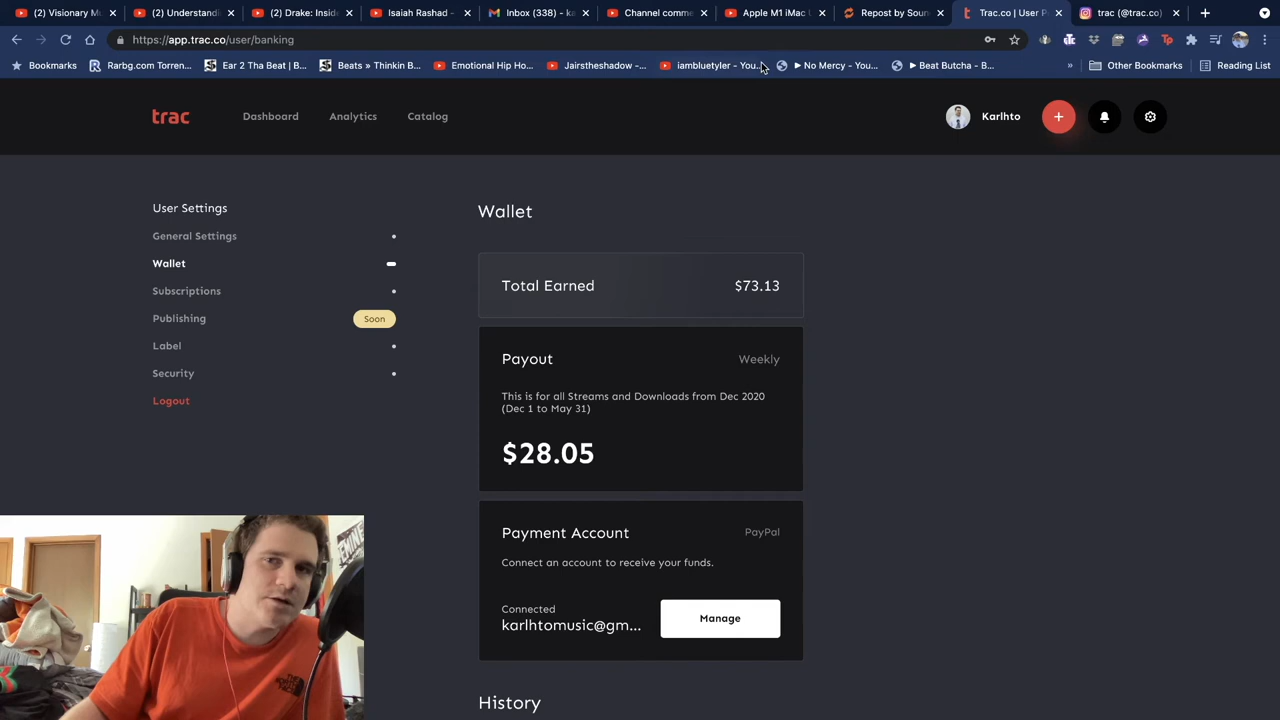 (2) Visionary Mu
(2) Understandi
(2) Drake: Inside
Isaiah Rashad -
Inbox (338) - ka
Channel comme
Apple M1 iMac U
Repost by Soun
Trac.co | User P
trac (@trac.co)
https://app.trac.co/user/banking
Bookmarks
Rarbg.com Torren...
Ear 2 Tha Beat | B...
Beats » Thinkin B...
Emotional Hip Ho...
Jairstheshadow -...
iambluetyler - You...
►No Mercy - You...
►Beat Butcha - B...
»
Other Bookmarks
Reading List
trac
Dashboard
Analytics
Catalog
Karlhto
User Settings
General Settings
Wallet
Subscriptions
Publishing
Soon
Label
Security
Logout
Wallet
Total Earned
$73.13
Payout
Weekly
This is for all Streams and Downloads from Dec 2020
(Dec 1 to May 31)
$28.05
Payment Account
PayPal
Connect an account to receive your funds.
Connected
karlhtomusic@gm...
Manage
History